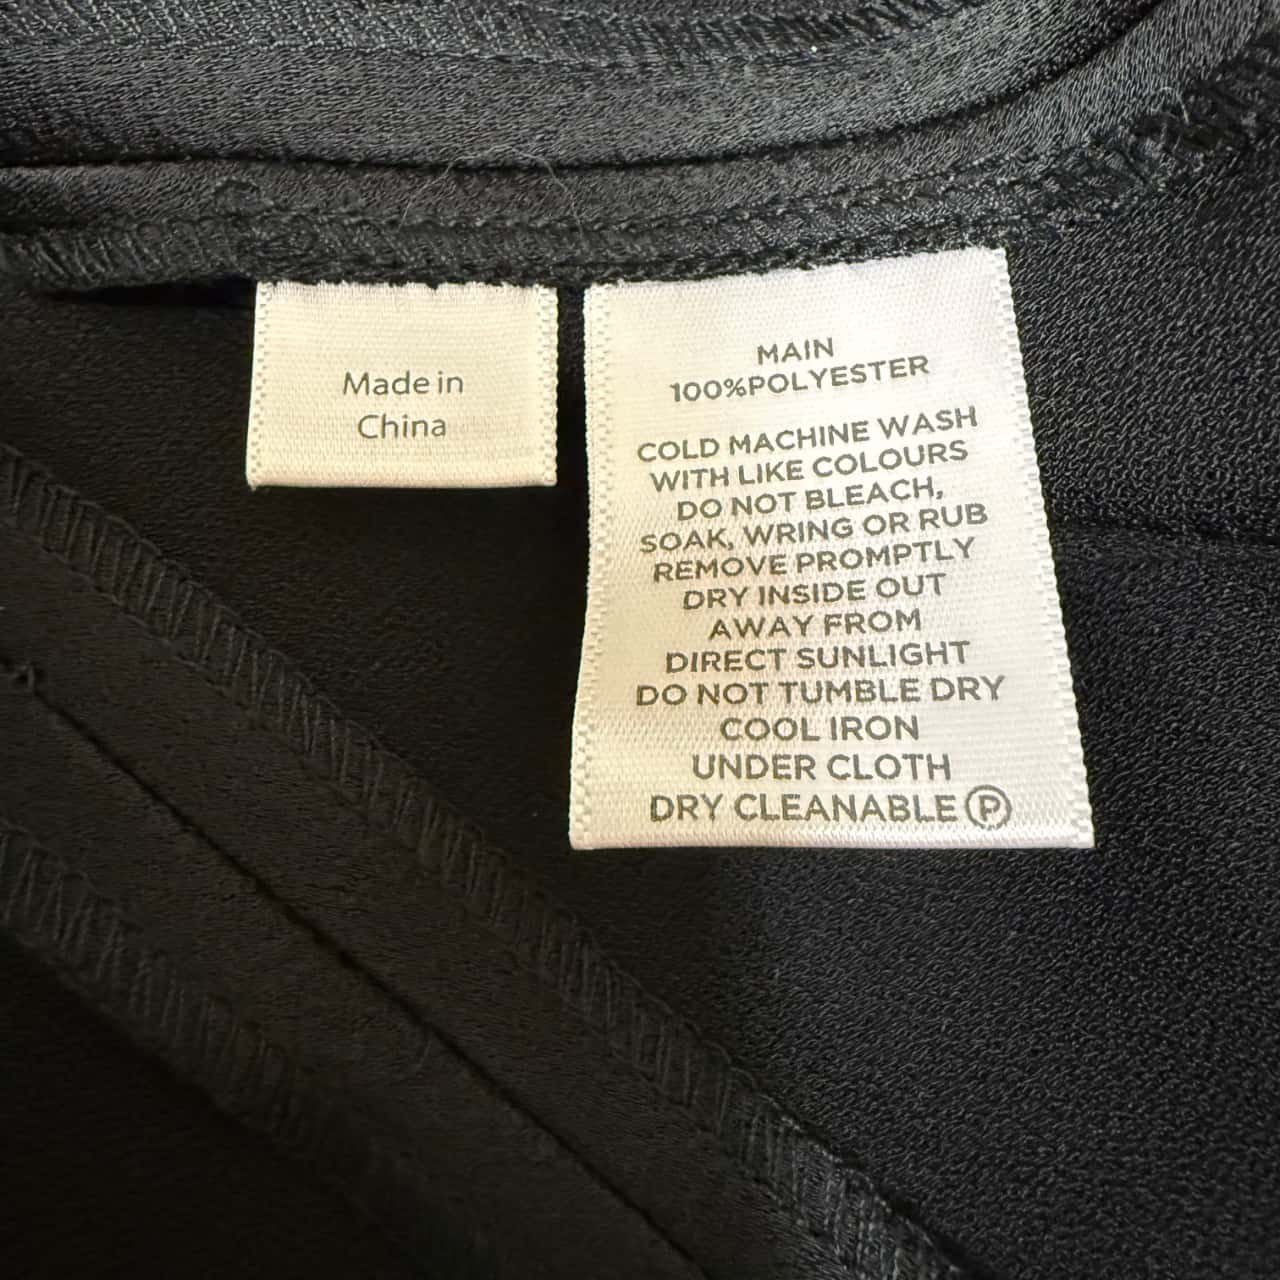 Made in
China
MAIN
100%POLYESTER
COLD MACHINE WASH
WITH LIKE COLOURS
DO NOT BLEACH,
SOAK, WRING OR RUB
REMOVE PROMPTLY
DRY INSIDE OUT
AWAY FROM
DIRECT SUNLIGHT
DO NOT TUMBLE DRY
COOL IRON
UNDER CLOTH
DRY CLEANABLE Ⓟ